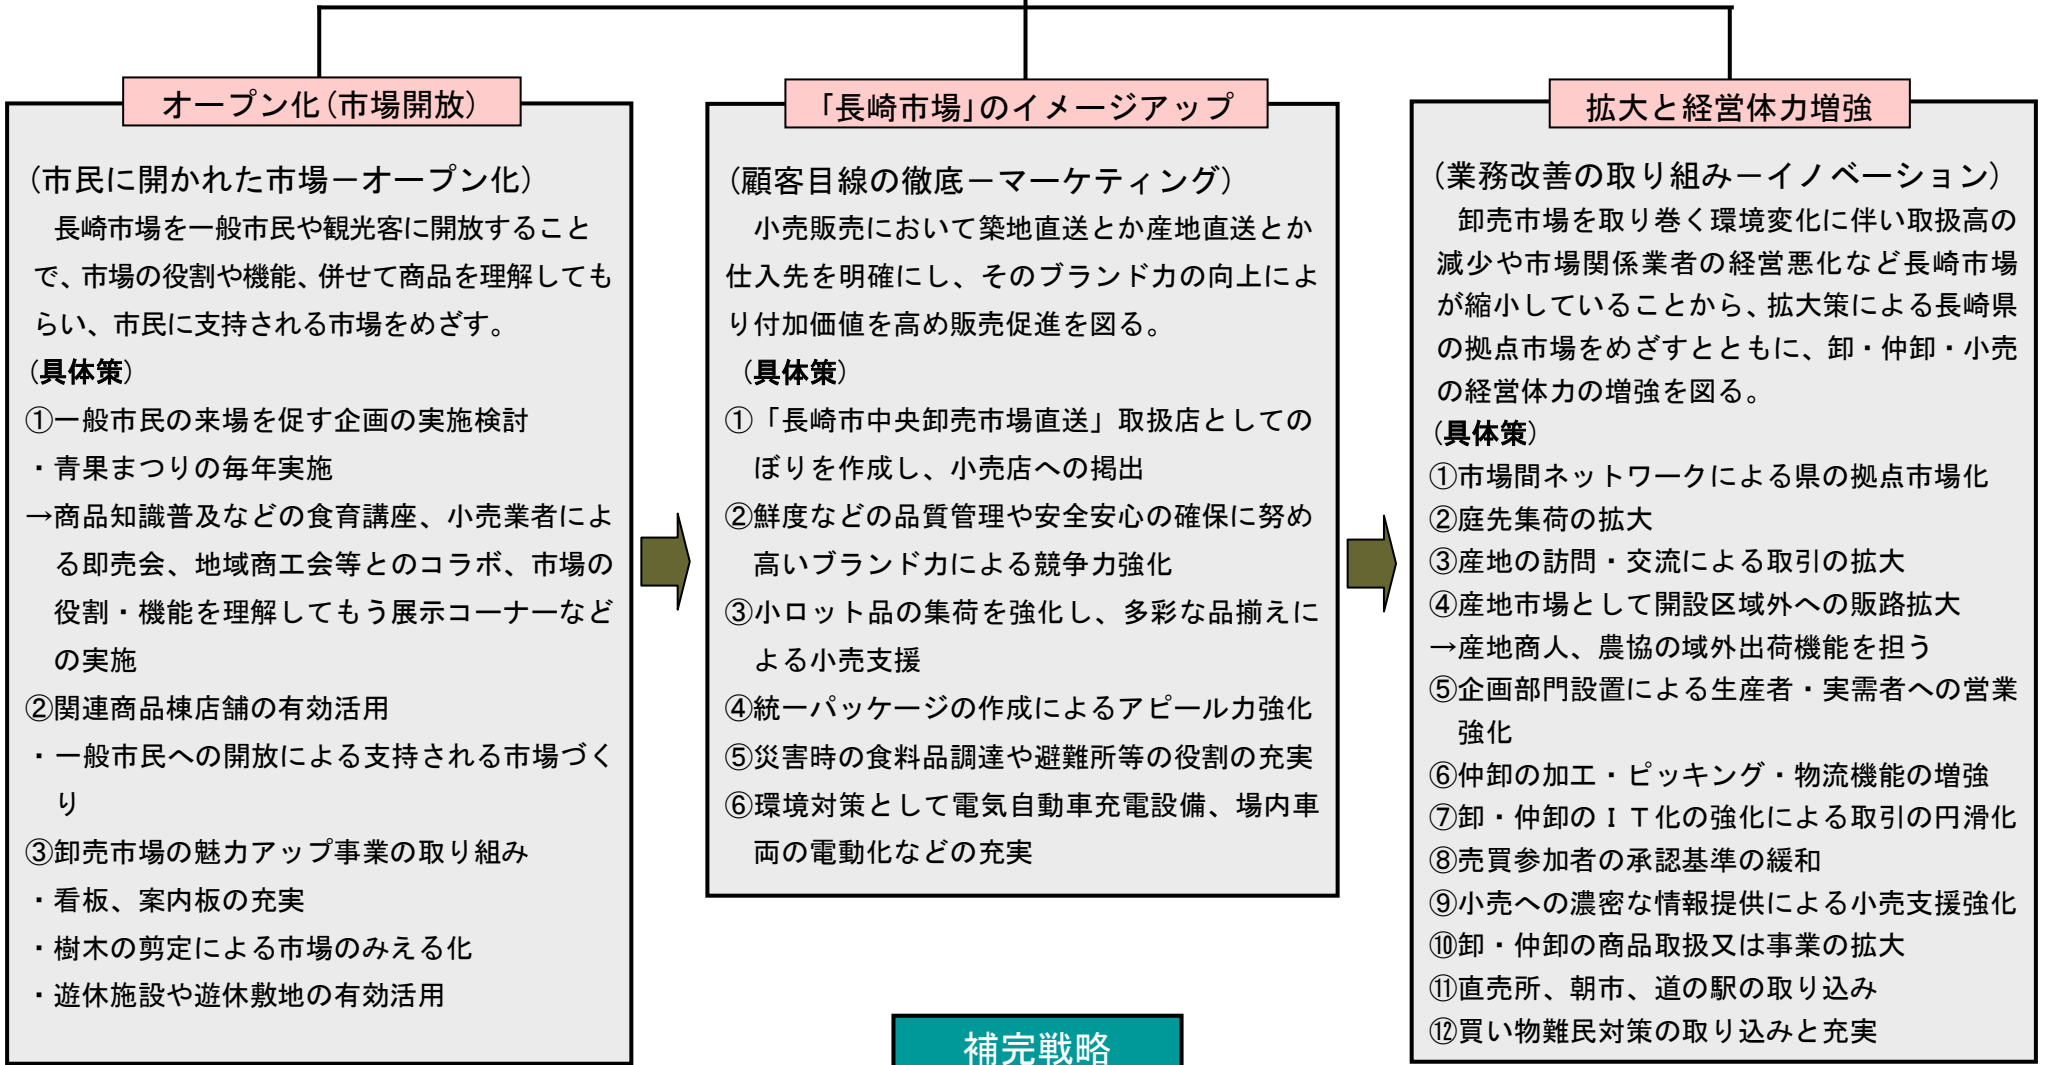 オープン化(市場開放)
(市民に開かれた市場－オープン化)
長崎市場を一般市民や観光客に開放すること
で、市場の役割や機能、併せて商品を理解しても
らい、市民に支持される市場をめざす。
(具体策)
①一般市民の来場を促す企画の実施検討
・青果まつりの毎年実施
→商品知識普及などの食育講座、小売業者によ
る即売会、地域商工会等とのコラボ、市場の
役割・機能を理解してもう展示コーナーなど
の実施
②関連商品棟店舗の有効活用
・一般市民への開放による支持される市場づく
り
③卸売市場の魅力アップ事業の取り組み
・看板、案内板の充実
・樹木の剪定による市場のみえる化
・遊休施設や遊休敷地の有効活用
「長崎市場」のイメージアップ
(顧客目線の徹底－マーケティング)
小売販売において築地直送とか産地直送とか
仕入先を明確にし、そのブランド力の向上によ
り付加価値を高め販売促進を図る。
(具体策)
①「長崎市中央卸売市場直送」取扱店としての
ぼりを作成し、小売店への掲出
②鮮度などの品質管理や安全安心の確保に努め
高いブランド力による競争力強化
③小ロット品の集荷を強化し、多彩な品揃えに
よる小売支援
④統一パッケージの作成によるアピール力強化
⑤災害時の食料品調達や避難所等の役割の充実
⑥環境対策として電気自動車充電設備、場内車
両の電動化などの充実
拡大と経営体力増強
(業務改善の取り組み－イノベーション)
卸売市場を取り巻く環境変化に伴い取扱高の
減少や市場関係業者の経営悪化など長崎市場
が縮小していることから、拡大策による長崎県
の拠点市場をめざすとともに、卸・仲卸・小売
の経営体力の増強を図る。
(具体策)
①市場間ネットワークによる県の拠点市場化
②庭先集荷の拡大
③産地の訪問・交流による取引の拡大
④産地市場として開設区域外への販路拡大
→産地商人、農協の域外出荷機能を担う
⑤企画部門設置による生産者・実需者への営業
強化
⑥仲卸の加工・ピッキング・物流機能の増強
⑦卸・仲卸のＩＴ化の強化による取引の円滑化
⑧売買参加者の承認基準の緩和
⑨小売への濃密な情報提供による小売支援強化
⑩卸・仲卸の商品取扱又は事業の拡大
⑪直売所、朝市、道の駅の取り込み
⑫買い物難民対策の取り込みと充実
補完戦略